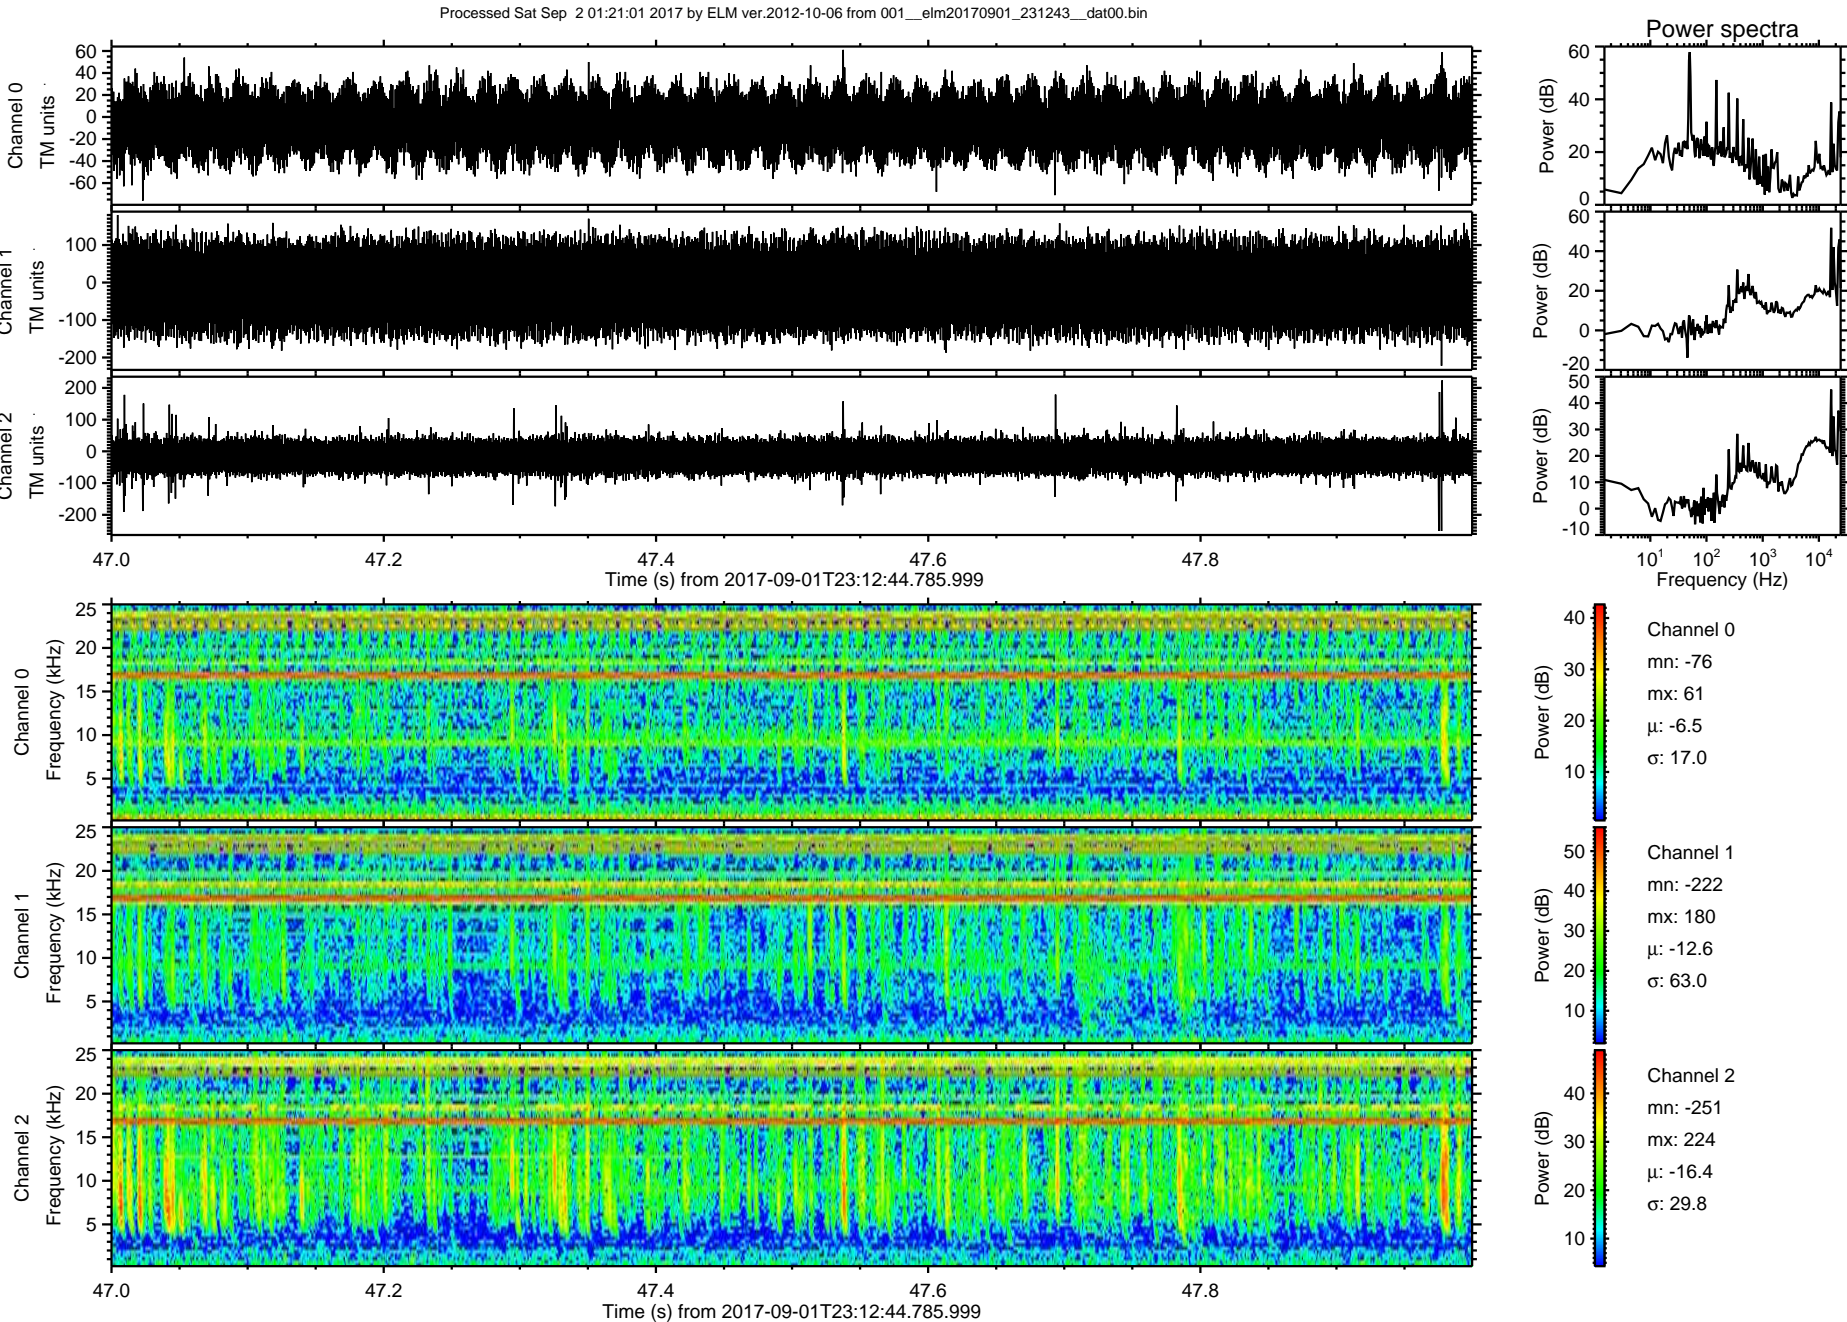 Processed Sat Sep  2 01:21:01 2017 by ELM ver.2012-10-06 from 001__elm20170901_231243__dat00.bin
Power spectra
Channel 0
TM units
60
40
20
0
-20
-40
-60
Power (dB)
60
40
20
0
Channel 1
TM units
100
0
-100
-200
Power (dB)
60
40
20
0
-20
Channel 2
TM units
200
100
0
-100
-200
Power (dB)
50
40
30
20
10
0
-10
47.0 47.2 47.4 47.6 47.8
Time (s) from 2017-09-01T23:12:44.785.999
10^1 10^2 10^3 10^4
Frequency (Hz)
Channel 0
Frequency (kHz)
25
20
15
10
5
Power (dB)
40
30
20
10
Channel 0
mn: -76
mx: 61
μ: -6.5
σ: 17.0
Channel 1
Frequency (kHz)
25
20
15
10
5
Power (dB)
50
40
30
20
10
Channel 1
mn: -222
mx: 180
μ: -12.6
σ: 63.0
Channel 2
Frequency (kHz)
25
20
15
10
5
Power (dB)
40
30
20
10
Channel 2
mn: -251
mx: 224
μ: -16.4
σ: 29.8
47.0 47.2 47.4 47.6 47.8
Time (s) from 2017-09-01T23:12:44.785.999